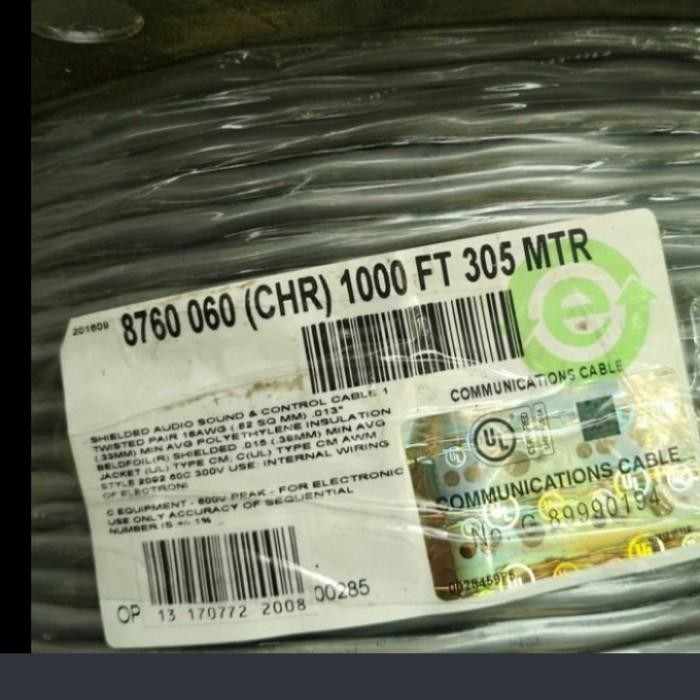 201609 8760 060 (CHR) 1000 FT 305 MTR
e
COMMUNICATIONS CABLE
SHIELDED AUDIO SOUND & CONTROL CABLE 1
TWISTED PAIR 18AWG (.82 SQ MM) .013"
(.33MM) MIN AVG POLYETHYLENE INSULATION
BELDFOIL(R) SHIELDED .015 (.38MM) MIN AVG
JACKET (UL) TYPE CM, C(UL) TYPE CM AWM
STYLE 2092 60C 300V USE: INTERNAL WIRING
OF ELECTRONI
C EQUIPMENT - 600V PEAK - FOR ELECTRONIC
USE ONLY ACCURACY OF SEQUENTIAL
NUMBER IS +/- 1%
UL
COMMUNICATIONS CABLE
No. G 89990194
OP 13 170772 2008 00285